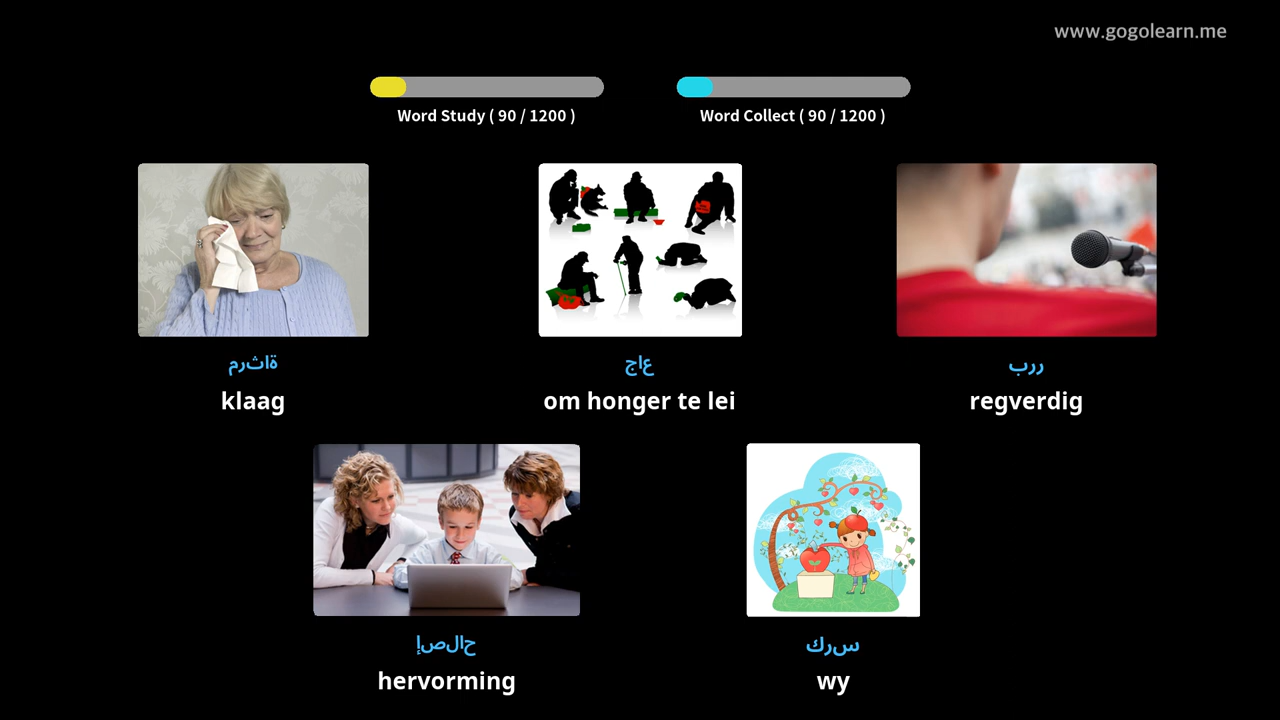 www.gogolearn.me
Word Study ( 90 / 1200 )
Word Collect ( 90 / 1200 )
ةاثرم
klaag
عاج
om honger te lei
ررب
regverdig
حالصإ
hervorming
سرك
wy